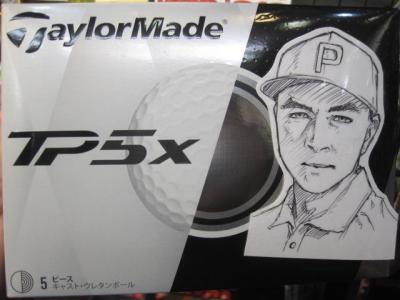 TaylorMade
P
TP5x
5 ピース
キャスト・ウレタンボール